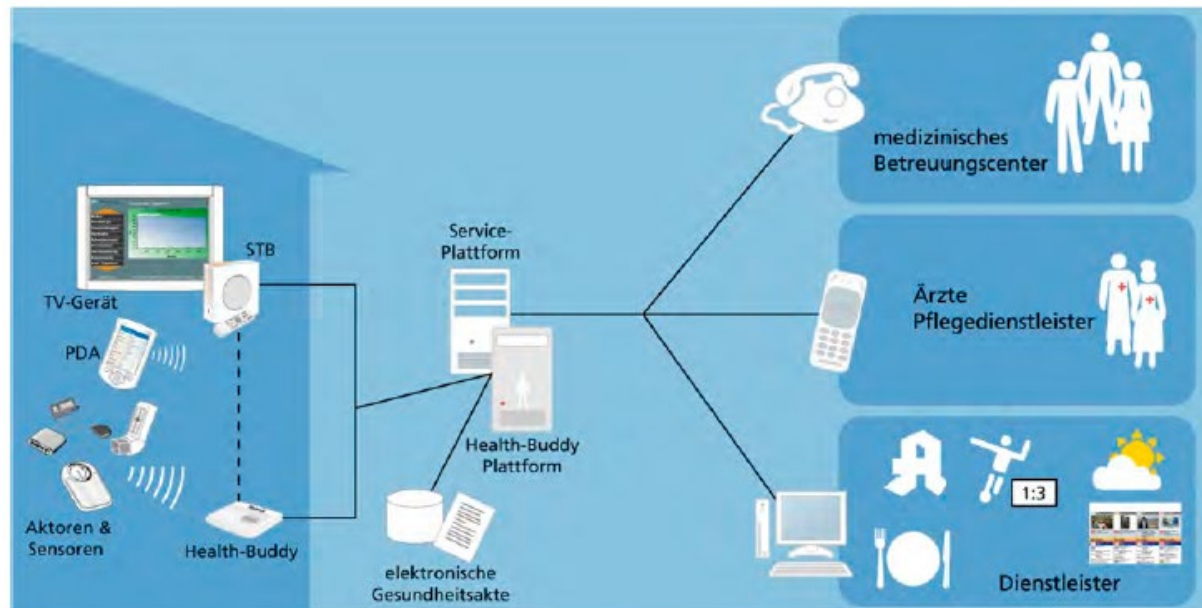 medizinisches
Betreuungscenter
Service-
Plattform
STB
TV-Gerät
Ärzte
Pflegedienstleister
PDA
Health-Buddy
Plattform
1:3
Aktoren &
Sensoren
Health-Buddy
elektronische
Gesundheitsakte
Dienstleister